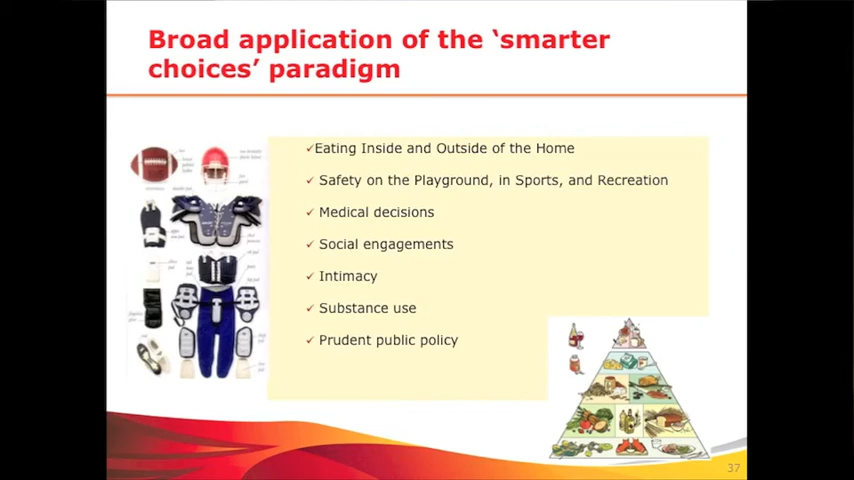 Broad application of the ‘smarter
choices’ paradigm
✓Eating Inside and Outside of the Home
✓ Safety on the Playground, in Sports, and Recreation
✓ Medical decisions
✓ Social engagements
✓ Intimacy
✓ Substance use
✓ Prudent public policy
37